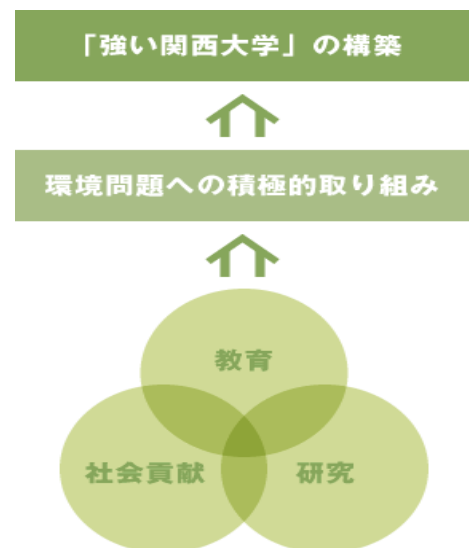 「強い関西大学」の構築
環境問題への積極的取り組み
教育
社会貢献
研究